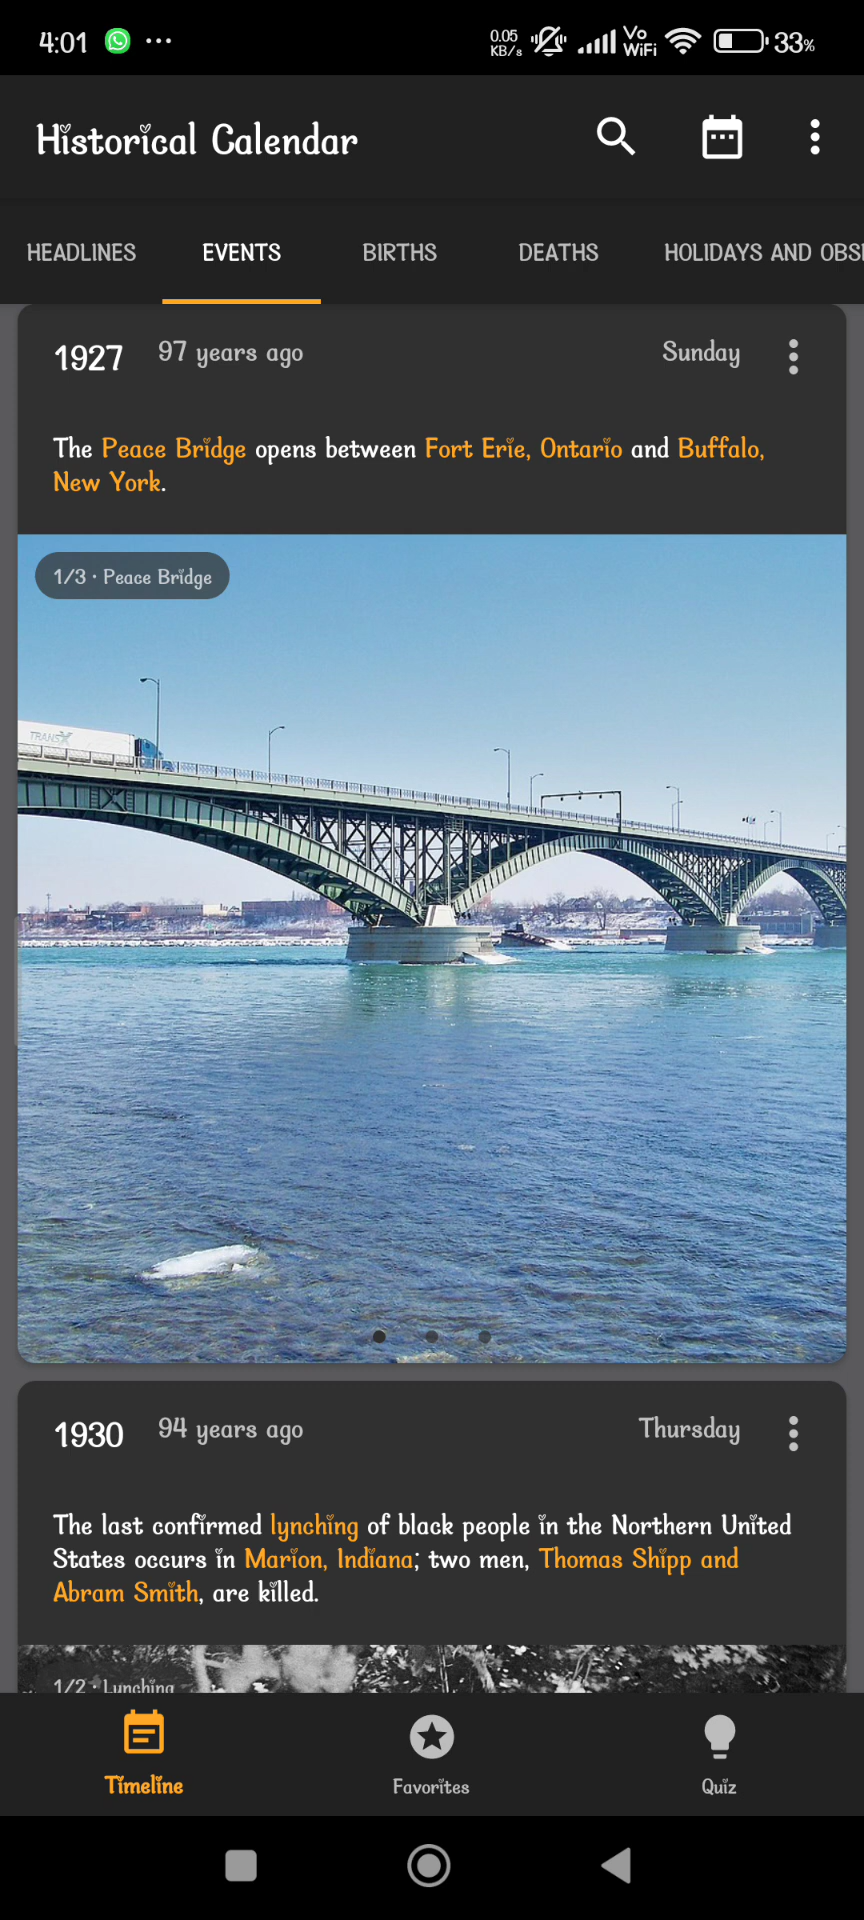 4:01
0.05
KB/s
Vo
WiFi
33%
Historical Calendar
HEADLINES EVENTS BIRTHS DEATHS HOLIDAYS AND OBSE
1927 97 years ago Sunday
The Peace Bridge opens between Fort Erie, Ontario and Buffalo,
New York.
1/3 · Peace Bridge
TRANSX
1930 94 years ago Thursday
The last confirmed lynching of black people in the Northern United
States occurs in Marion, Indiana; two men, Thomas Shipp and
Abram Smith, are killed.
1/2 · Lynching
Timeline Favorites Quiz